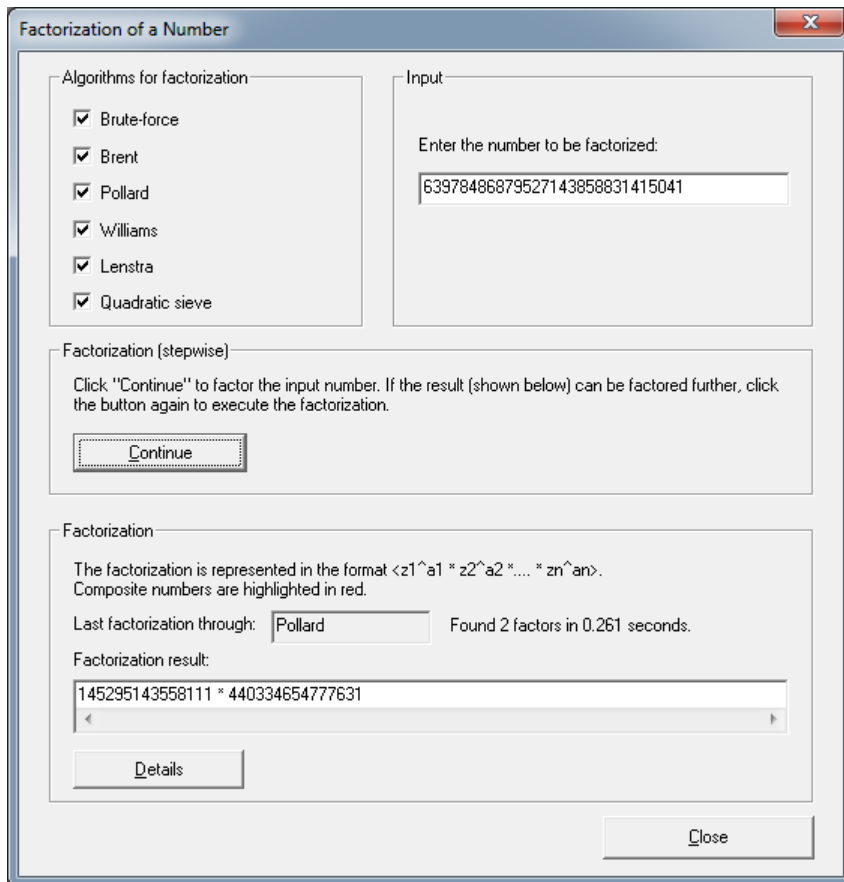 Factorization of a Number
Algorithms for factorization
Brute-force
Brent
Pollard
Williams
Lenstra
Quadratic sieve
Input
Enter the number to be factorized:
63978486879527143858831415041
Factorization (stepwise)
Click "Continue" to factor the input number. If the result (shown below) can be factored further, click
the button again to execute the factorization.
Continue
Factorization
The factorization is represented in the format <z1^a1 * z2^a2 *.... * zn^an>.
Composite numbers are highlighted in red.
Last factorization through: Pollard Found 2 factors in 0.261 seconds.
Factorization result:
145295143558111 * 440334654777631
Details
Close